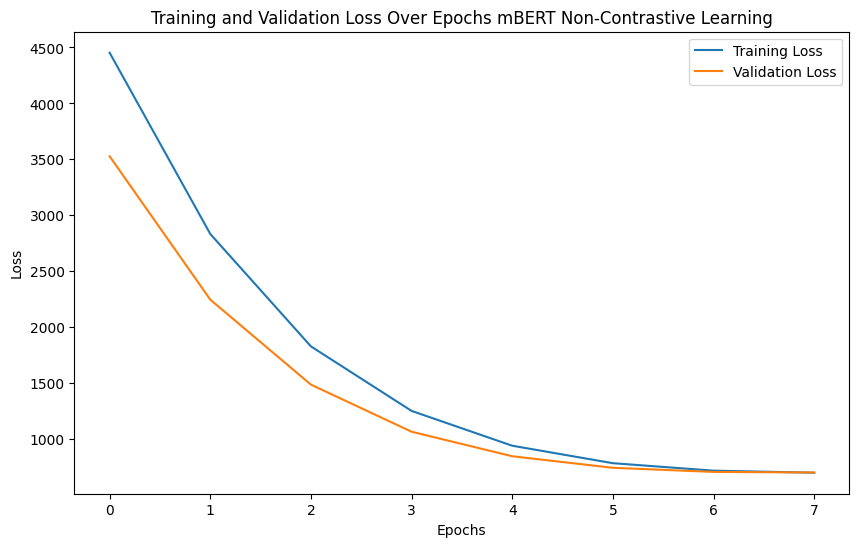 Training and Validation Loss Over Epochs mBERT Non-Contrastive Learning
Training Loss
Validation Loss
4500
4000
3500
3000
2500
2000
1500
1000
Loss
0 1 2 3 4 5 6 7
Epochs